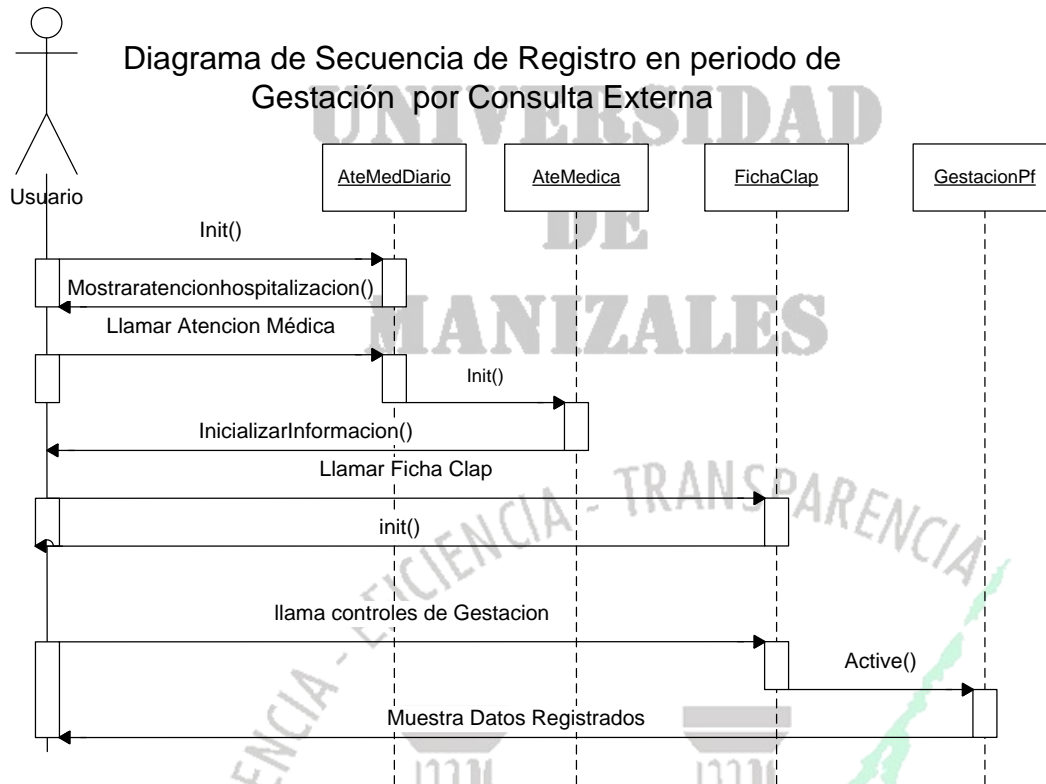 Diagrama de Secuencia de Registro en periodo de
Gestación por Consulta Externa
UNIVERSIDAD
Usuario
AteMedDiario
AteMedica
FichaClap
GestacionPf
DE
Init()
Mostraratencionhospitalizacion()
MANIZALES
Llamar Atencion Médica
Init()
InicializarInformacion()
Llamar Ficha Clap
init()
EFICIENCIA - TRANSPARENCIA
llama controles de Gestacion
Active()
Muestra Datos Registrados